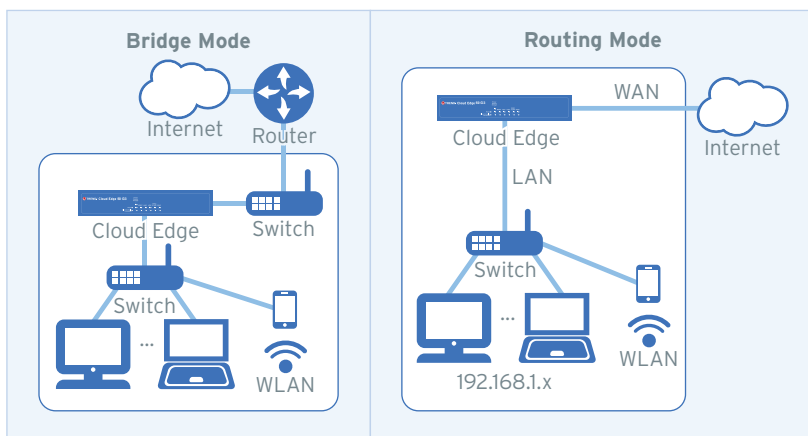 Bridge Mode
Internet
Router
Cloud Edge
Switch
Switch
...
WLAN
Routing Mode
WAN
Cloud Edge
Internet
LAN
Switch
...
WLAN
192.168.1.x